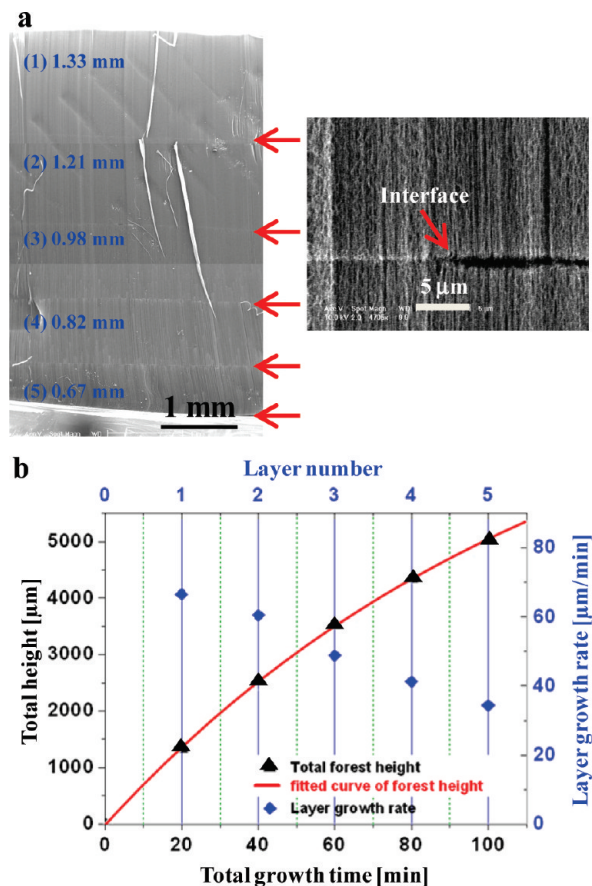 a
(1) 1.33 mm
(2) 1.21 mm
(3) 0.98 mm
(4) 0.82 mm
(5) 0.67 mm
1 mm
Interface
5 µm
b
Layer number
0 1 2 3 4 5
Total height [µm]
5000
4000
3000
2000
1000
0
80
60
40
20
0
Layer growth rate [µm/min]
Total forest height
fitted curve of forest height
Layer growth rate
0 20 40 60 80 100
Total growth time [min]